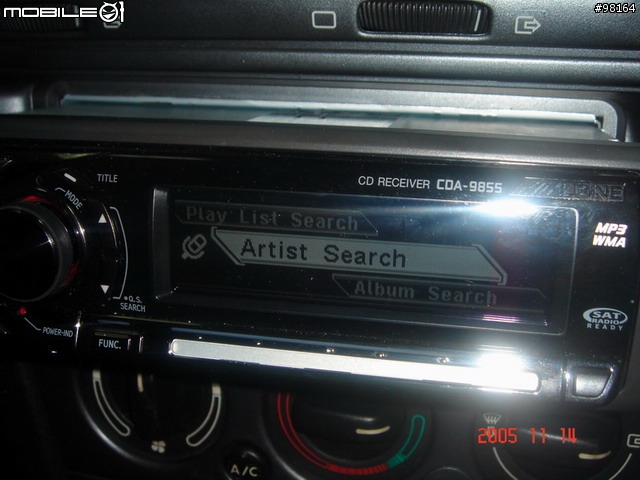 MOBILE01
#98164
CD RECEIVER CDA-9855
ALPINE
TITLE
MODE
Play List Search
Artist Search
Album Search
MP3
WMA
Q.S.
SEARCH
SAT
RADIO
READY
POWER-IND
FUNC.
A/C
2005 11 14